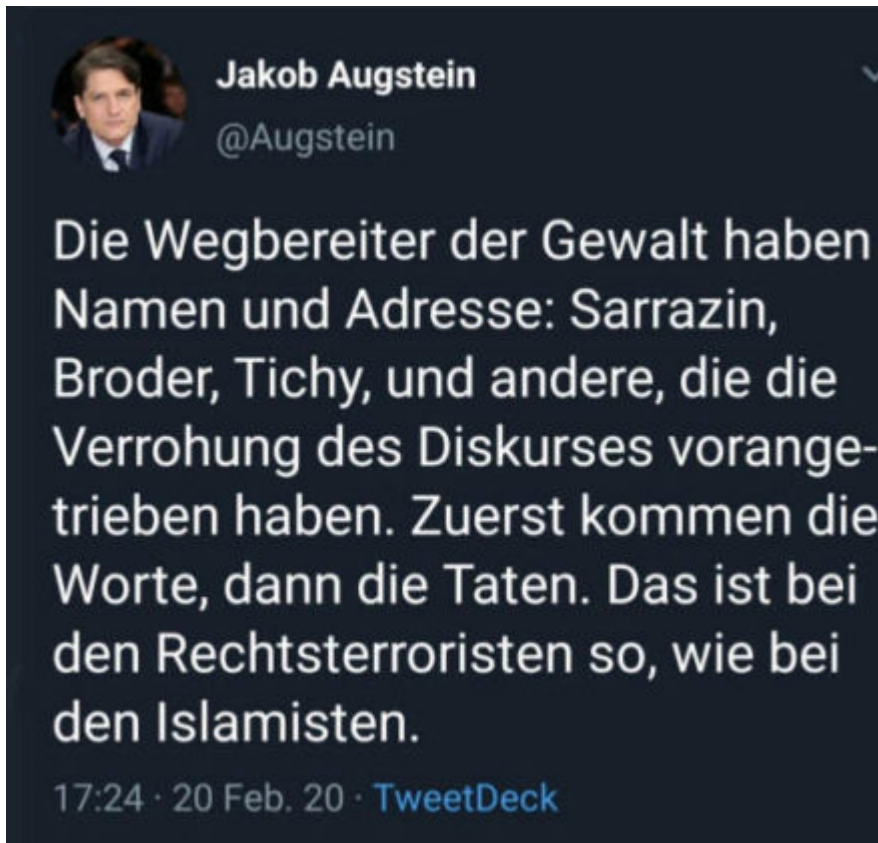 Jakob Augstein
@Augstein
Die Wegbereiter der Gewalt haben
Namen und Adresse: Sarrazin,
Broder, Tichy, und andere, die die
Verrohung des Diskurses vorange-
trieben haben. Zuerst kommen die
Worte, dann die Taten. Das ist bei
den Rechtsterroristen so, wie bei
den Islamisten.
17:24 · 20 Feb. 20 · TweetDeck